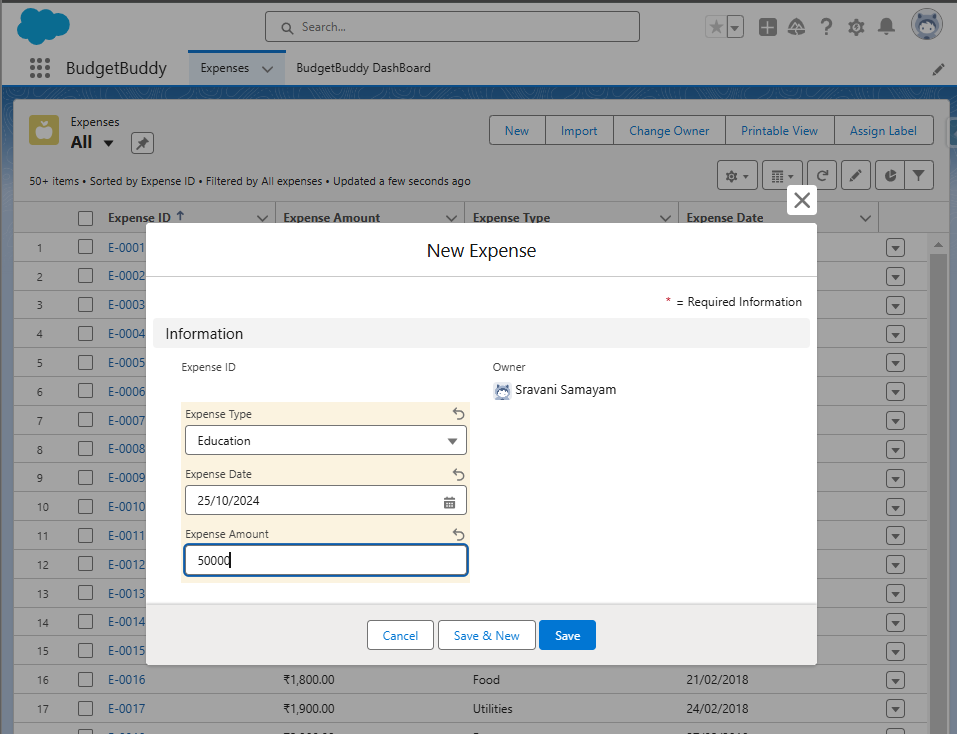 Search...
BudgetBuddy Expenses BudgetBuddy DashBoard
Expenses
All
New Import Change Owner Printable View Assign Label
50+ items • Sorted by Expense ID • Filtered by All expenses • Updated a few seconds ago
Expense ID Expense Amount Expense Type Expense Date
1 E-0001
2 E-0002
3 E-0003
4 E-0004
5 E-0005
6 E-0006
7 E-0007
8 E-0008
9 E-0009
10 E-0010
11 E-0011
12 E-0012
13 E-0013
14 E-0014
15 E-0015
16 E-0016 ₹1,800.00 Food 21/02/2018
17 E-0017 ₹1,900.00 Utilities 24/02/2018
New Expense
* = Required Information
Information
Expense ID
Owner
Sravani Samayam
Expense Type
Education
Expense Date
25/10/2024
Expense Amount
50000
Cancel Save & New Save